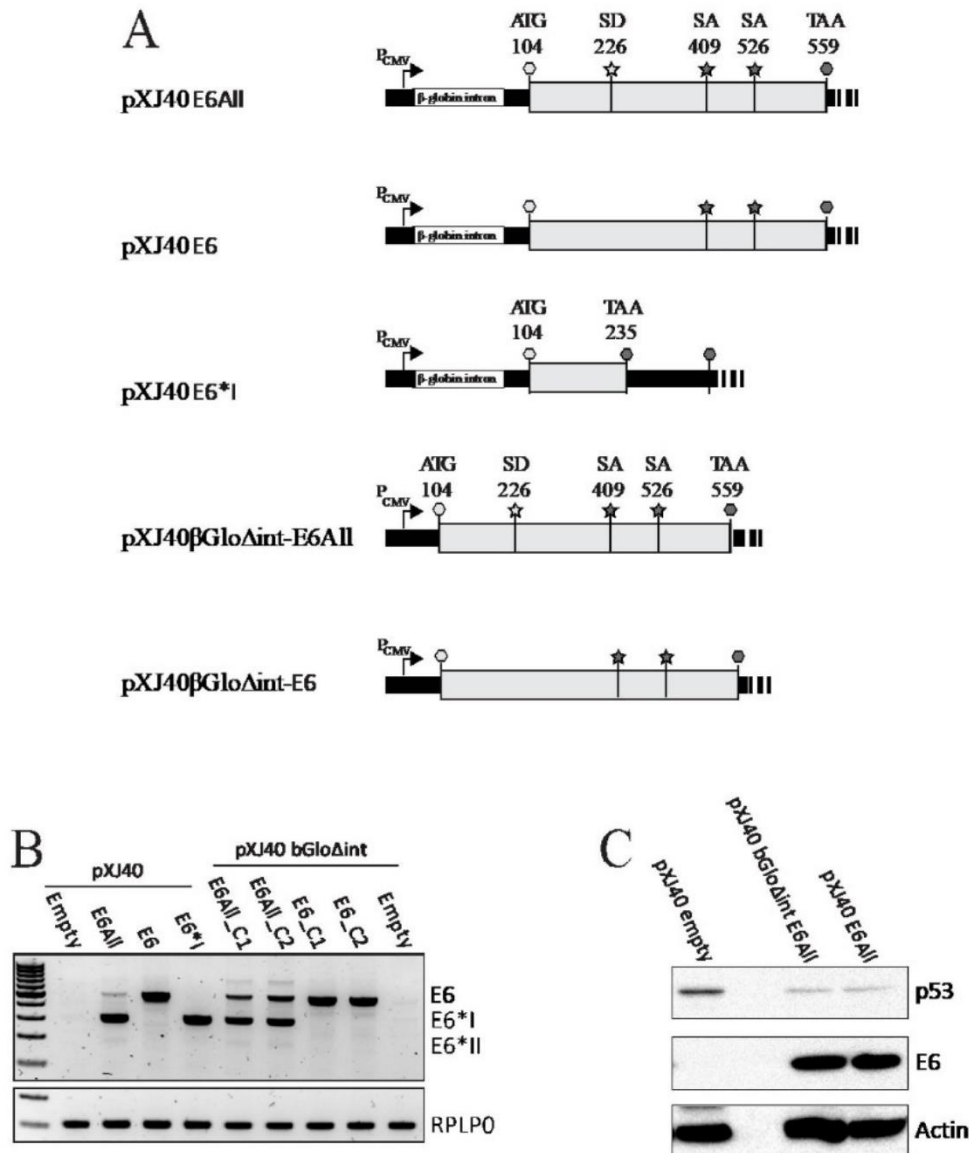 A
ATG SD SA SA TAA
104 226 409 526 559
PCMV
β-globin intron
pXJ40 E6All
PCMV
β-globin intron
pXJ40 E6
ATG TAA
104 235
PCMV
β-globin intron
pXJ40 E6*I
ATG SD SA SA TAA
104 226 409 526 559
PCMV
pXJ40βGloΔint-E6All
PCMV
pXJ40βGloΔint-E6
B
pXJ40
pXJ40 bGloΔint
Empty
E6All
E6
E6*I
E6All_C1
E6All_C2
E6_C1
E6_C2
Empty
E6
E6*I
E6*II
RPLP0
C
pXJ40 empty
pXJ40 bGloΔint E6All
pXJ40 E6All
p53
E6
Actin